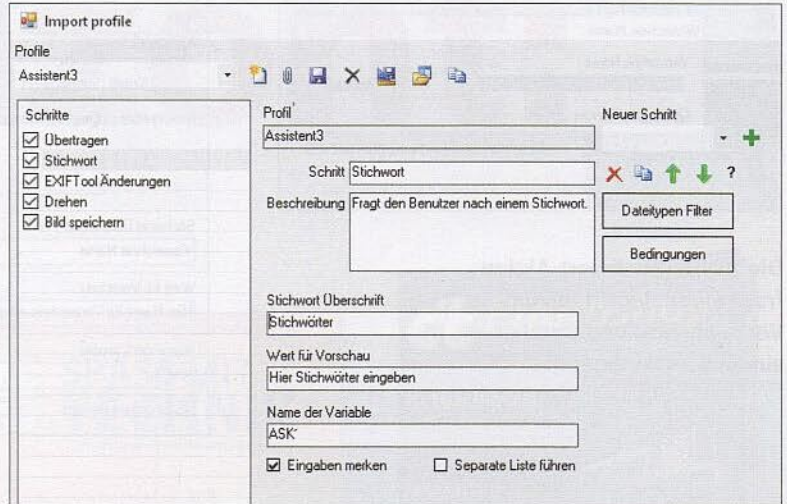 Import profile
Profile
Assistent3
Schritte
Übertragen
Stichwort
EXIFTool Änderungen
Drehen
Bild speichern
Profil
Assistent3
Neuer Schritt
Schritt Stichwort
?
Beschreibung Fragt den Benutzer nach einem Stichwort.
Dateitypen Filter
Bedingungen
Stichwort Überschrift
Stichwörter
Wert für Vorschau
Hier Stichwörter eingeben
Name der Variable
ASK
Eingaben merken
Separate Liste führen